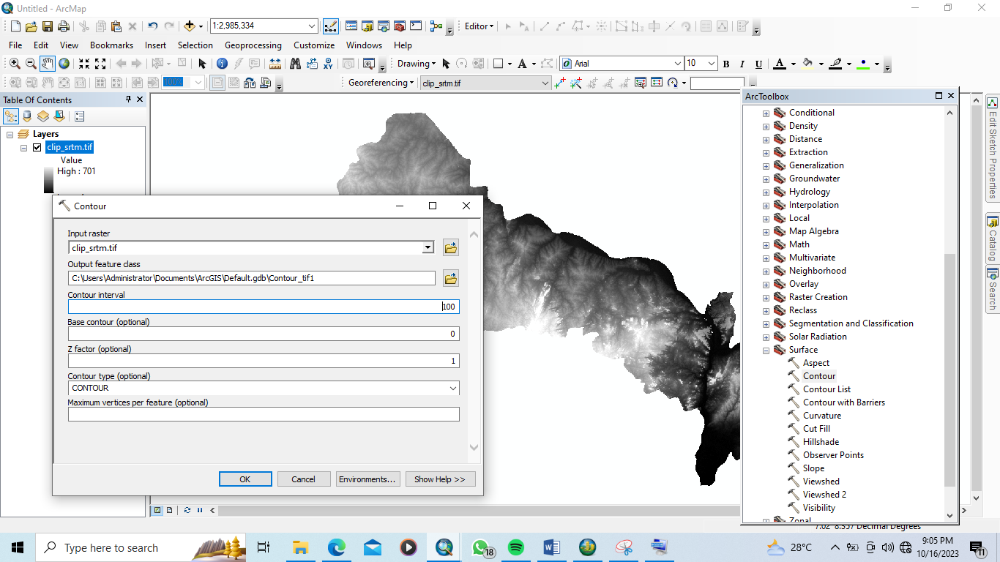 Untitled - ArcMap
1:2,985,334
Editor
File Edit View Bookmarks Insert Selection Geoprocessing Customize Windows Help
Drawing
A
Arial
10
B I U A
100%
Georeferencing
clip_srtm.tif
Table Of Contents
Layers
clip_srtm.tif
Value
High : 701
Contour
Input raster
clip_srtm.tif
Output feature class
C:\Users\Administrator\Documents\ArcGIS\Default.gdb\Contour_tif1
Contour interval
100
Base contour (optional)
0
Z factor (optional)
1
Contour type (optional)
CONTOUR
Maximum vertices per feature (optional)
OK
Cancel
Environments...
Show Help >>
ArcToolbox
Conditional
Density
Distance
Extraction
Generalization
Groundwater
Hydrology
Interpolation
Local
Map Algebra
Math
Multivariate
Neighborhood
Overlay
Raster Creation
Reclass
Segmentation and Classification
Solar Radiation
Surface
Aspect
Contour
Contour List
Contour with Barriers
Curvature
Cut Fill
Hillshade
Observer Points
Slope
Viewshed
Viewshed 2
Visibility
Zonal
Edit Sketch Properties
Catalog
Search
7.02 8.357 Decimal Degrees
Type here to search
18
28°C
9:05 PM
10/16/2023
11